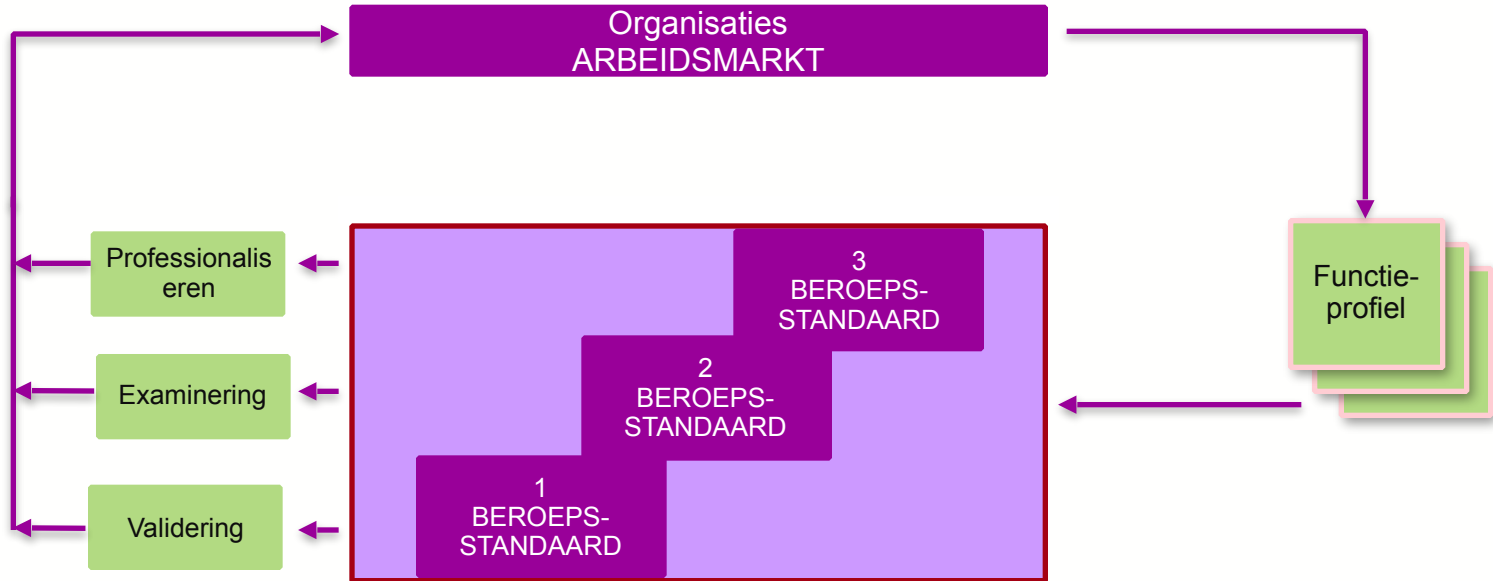 Organisaties
ARBEIDSMARKT
Professionalis
eren
Examinering
Validering
3
BEROEPS-
STANDAARD
2
BEROEPS-
STANDAARD
1
BEROEPS-
STANDAARD
Functie-
profiel